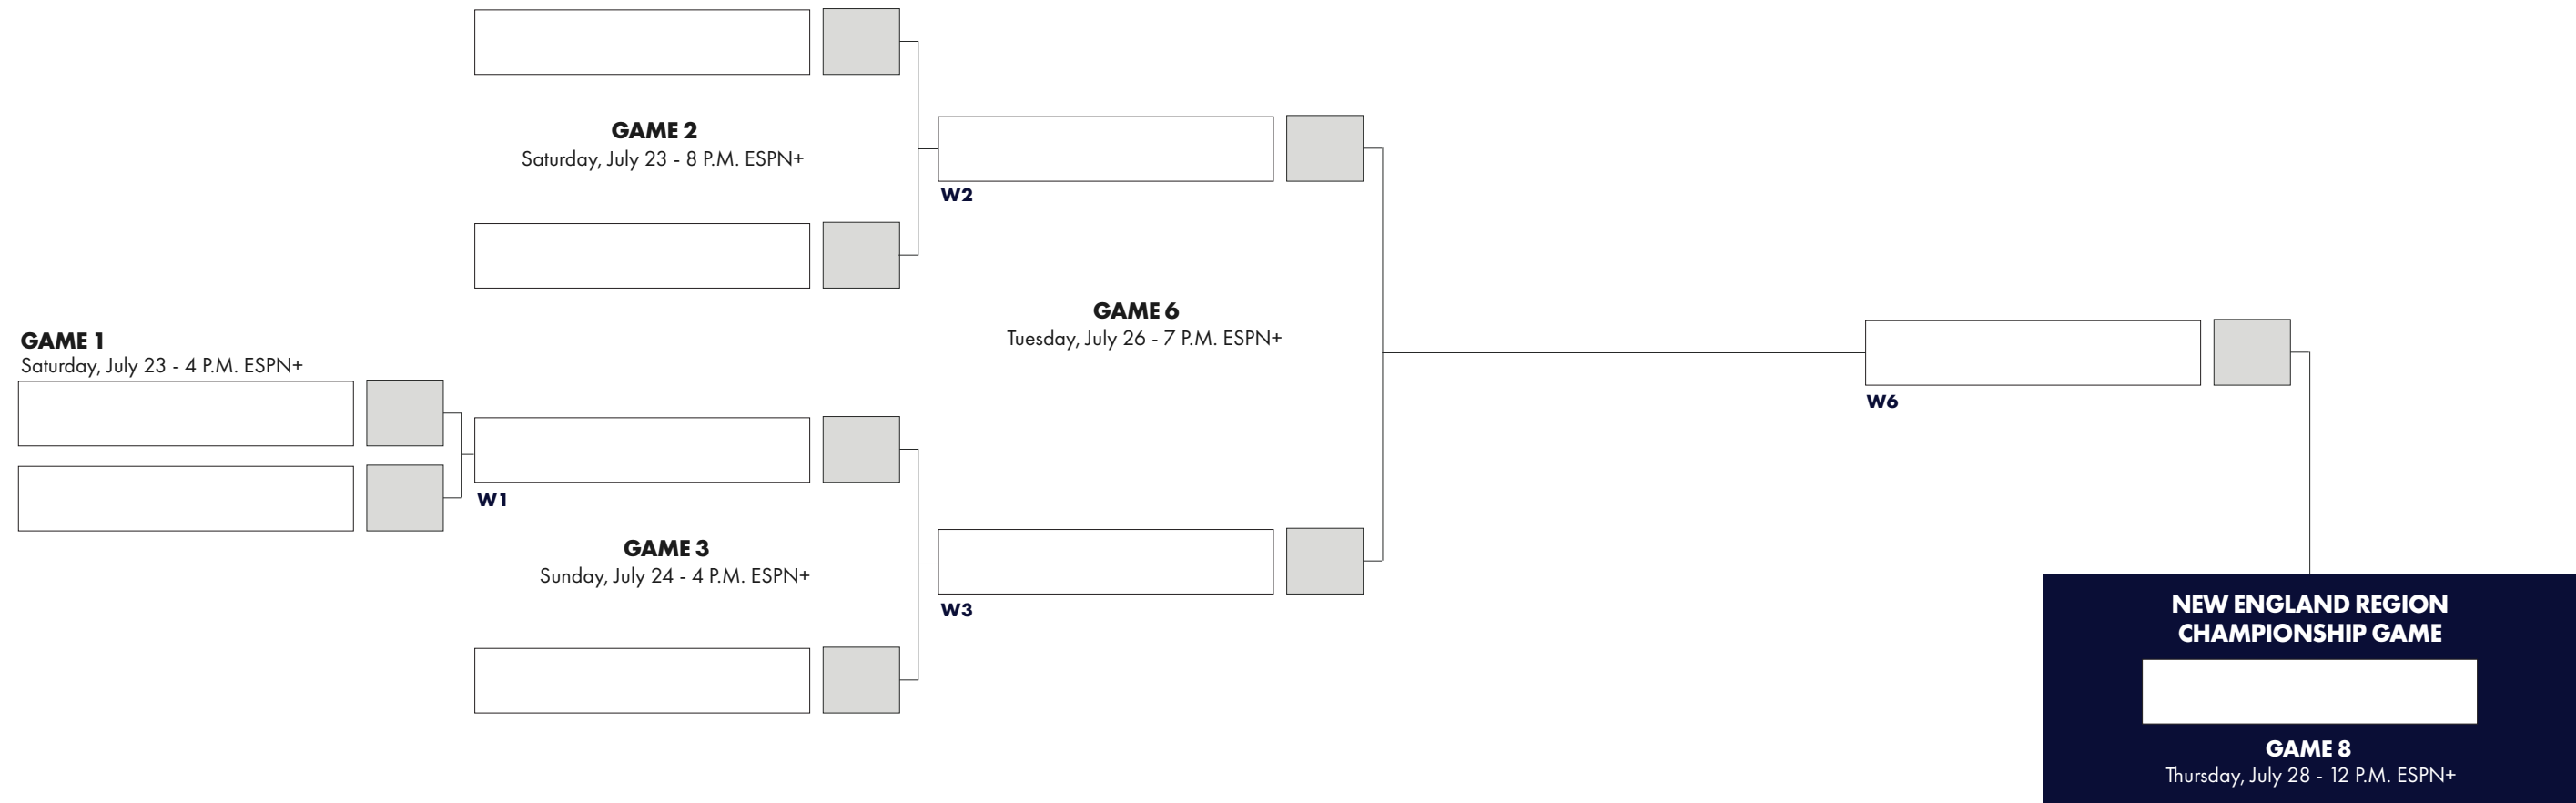 GAME 2
Saturday, July 23 - 8 P.M. ESPN+
W2
GAME 6
Tuesday, July 26 - 7 P.M. ESPN+
GAME 1
Saturday, July 23 - 4 P.M. ESPN+
W1
GAME 3
Sunday, July 24 - 4 P.M. ESPN+
W3
W6
NEW ENGLAND REGION
CHAMPIONSHIP GAME
GAME 8
Thursday, July 28 - 12 P.M. ESPN+